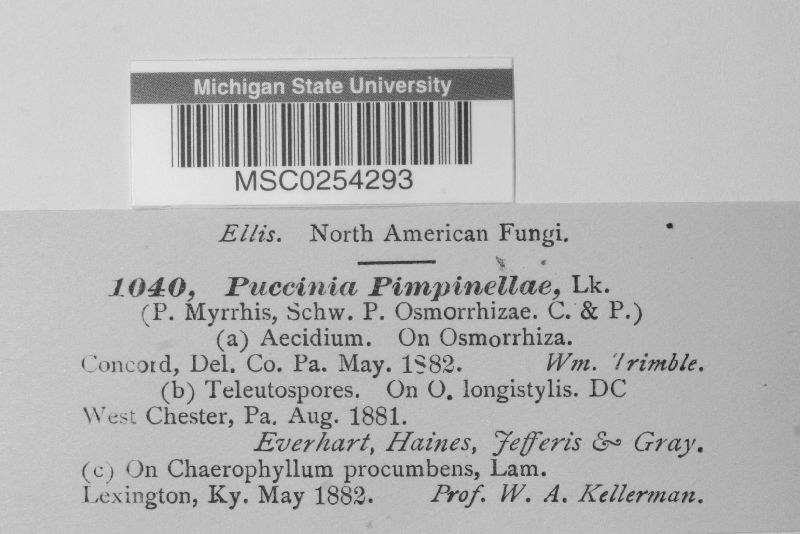 Michigan State University
MSC0254293
Ellis. North American Fungi.
1040, Puccinia Pimpinellae, Lk.
(P. Myrrhis, Schw. P. Osmorrhizae. C. & P.)
(a) Aecidium. On Osmorrhiza.
Concord, Del. Co. Pa. May. 1882. Wm. Trimble.
(b) Teleutospores. On O. longistylis. DC
West Chester, Pa. Aug. 1881.
Everhart, Haines, Jefferis & Gray.
(c) On Chaerophyllum procumbens, Lam.
Lexington, Ky. May 1882. Prof. W. A. Kellerman.